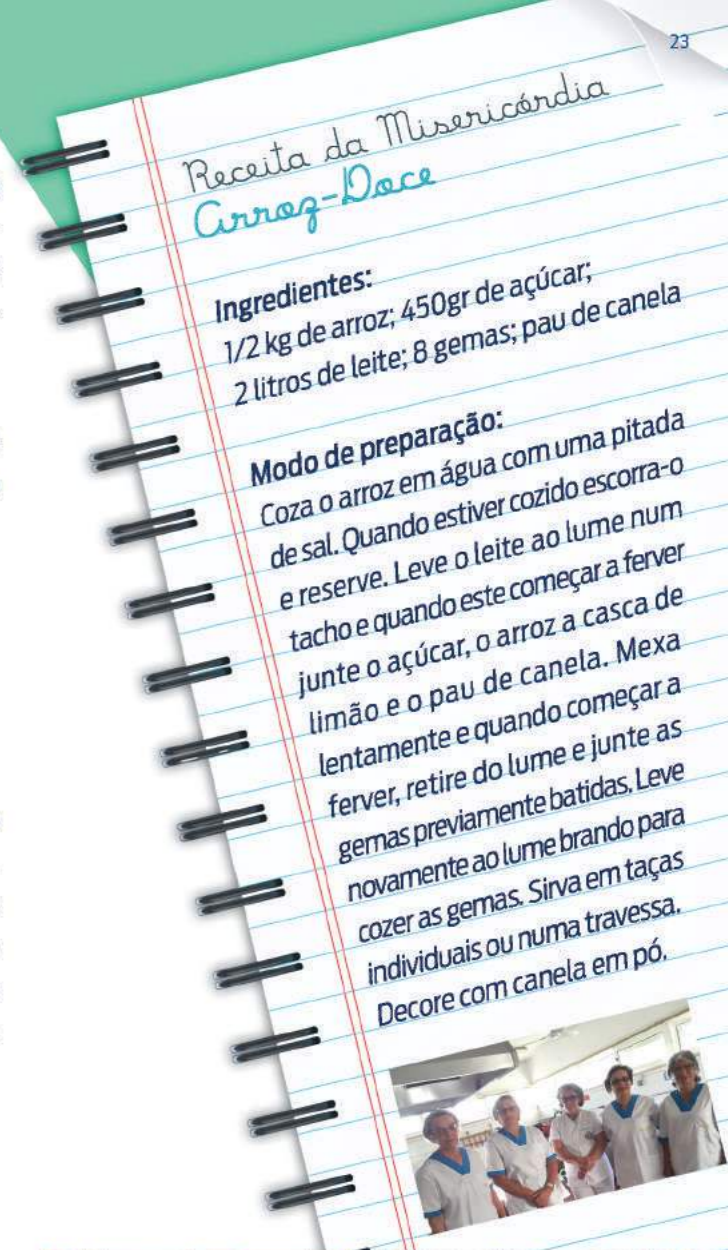 23
Receita da Misericórdia
Arroz-Doce
Ingredientes:
1/2 kg de arroz; 450gr de açúcar;
2 litros de leite; 8 gemas; pau de canela
Modo de preparação:
Coza o arroz em água com uma pitada
de sal. Quando estiver cozido escorra-o
e reserve. Leve o leite ao lume num
tacho e quando este começar a ferver
junte o açúcar, o arroz a casca de
limão e o pau de canela. Mexa
lentamente e quando começar a
ferver, retire do lume e junte as
gemas previamente batidas. Leve
novamente ao lume brando para
cozer as gemas. Sirva em taças
individuais ou numa travessa.
Decore com canela em pó.